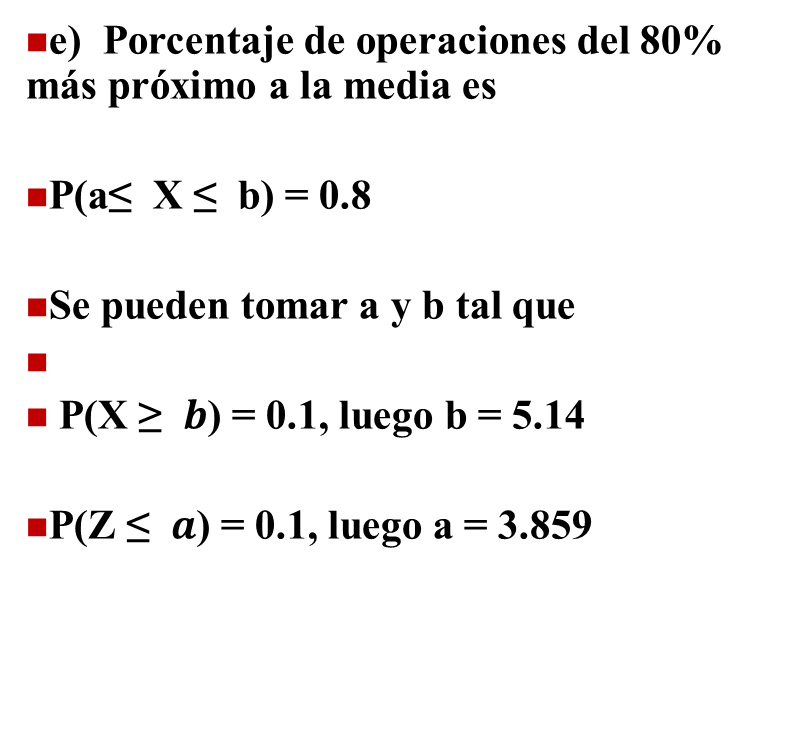 ■e) Porcentaje de operaciones del 80%
más próximo a la media es
■P(a≤ X ≤ b) = 0.8
■Se pueden tomar a y b tal que
■
■ P(X ≥ b) = 0.1, luego b = 5.14
■P(Z ≤ a) = 0.1, luego a = 3.859